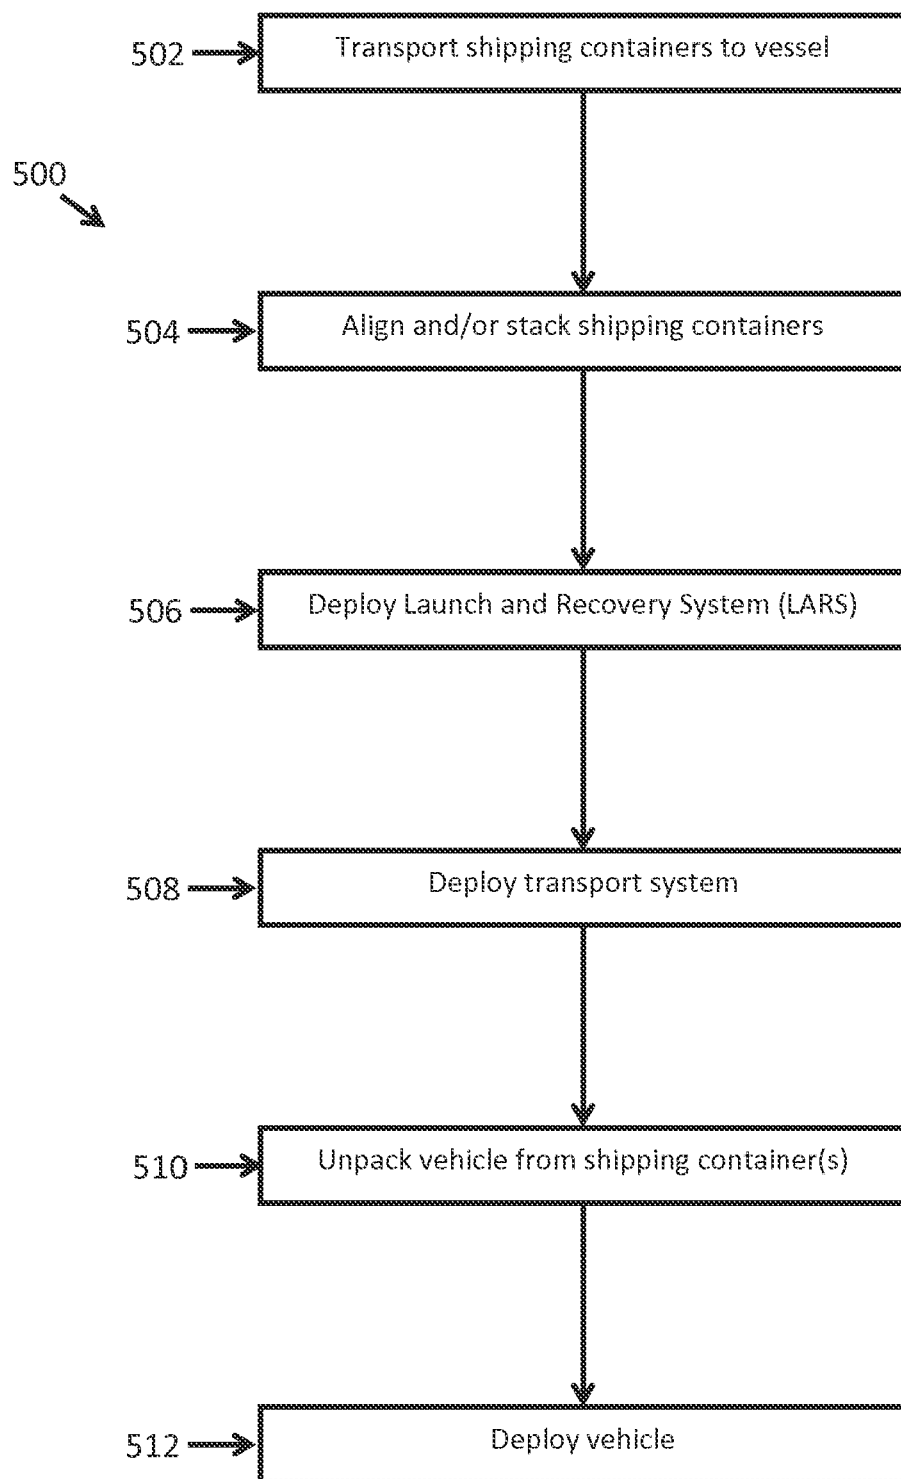 502
Transport shipping containers to vessel
500
504
Align and/or stack shipping containers
506
Deploy Launch and Recovery System (LARS)
508
Deploy transport system
510
Unpack vehicle from shipping container(s)
512
Deploy vehicle